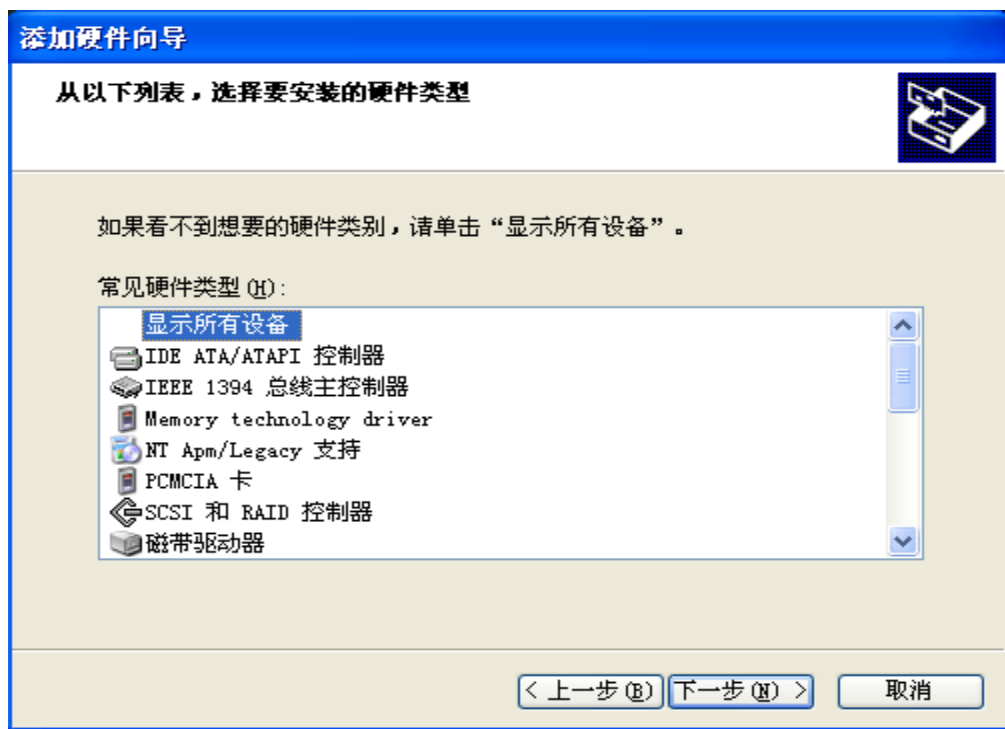 添加硬件向导
从以下列表，选择要安装的硬件类型
如果看不到想要的硬件类别，请单击“显示所有设备”。
常见硬件类型(H):
显示所有设备
IDE ATA/ATAPI 控制器
IEEE 1394 总线主控制器
Memory technology driver
NT Apm/Legacy 支持
PCMCIA 卡
SCSI 和 RAID 控制器
磁带驱动器
< 上一步(B) 下一步(N) > 取消